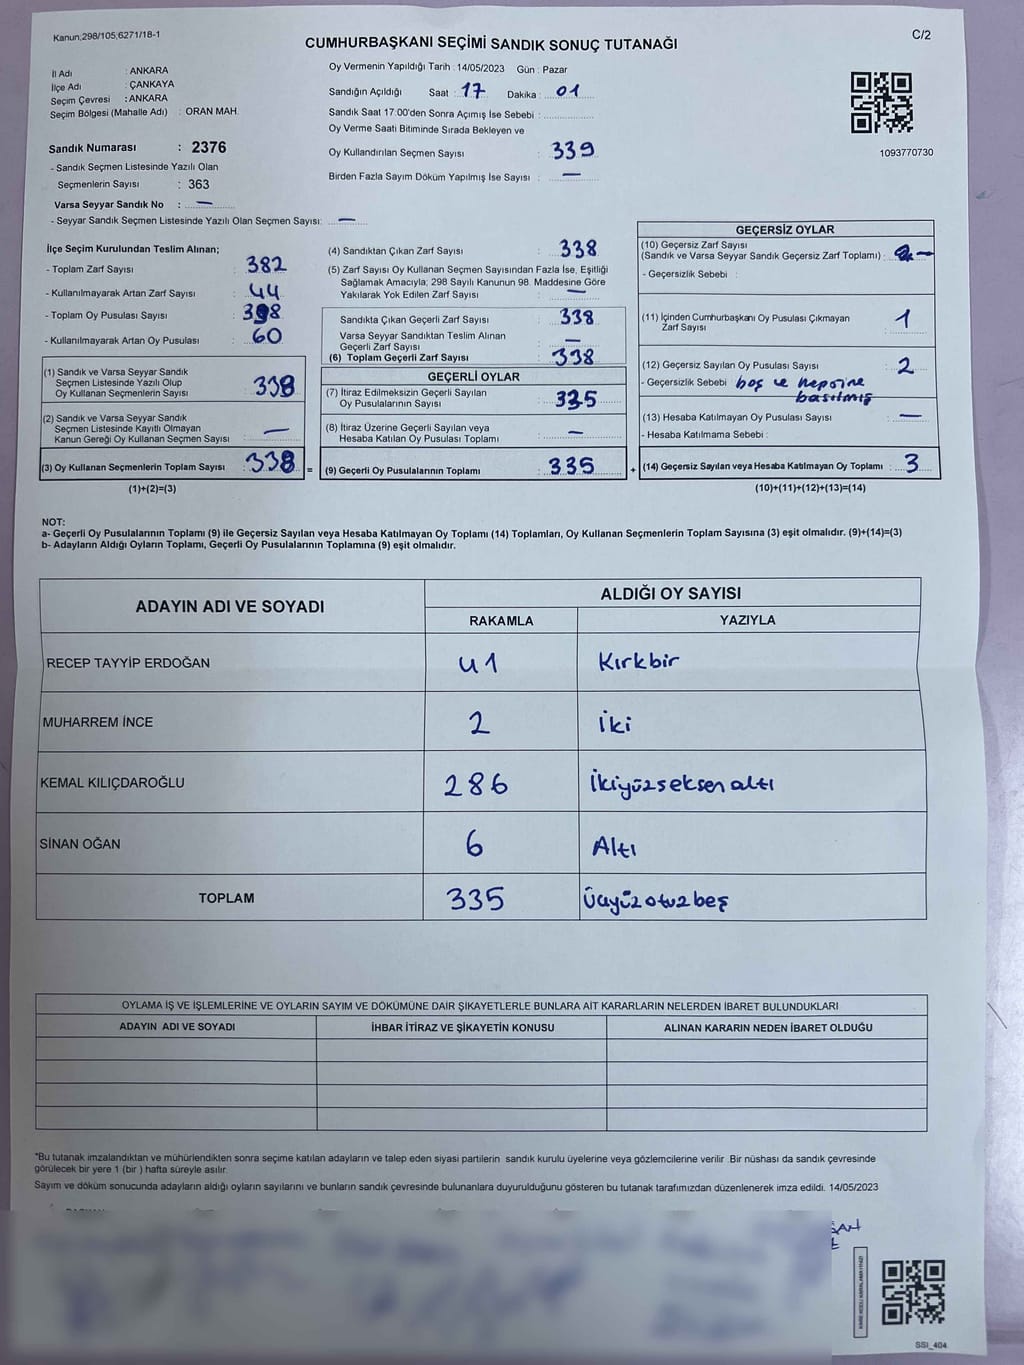 Kanun,298/105,6271/18-1
C/2
CUMHURBAŞKANI SEÇİMİ SANDIK SONUÇ TUTANAĞI
İl Adı : ANKARA
İlçe Adı : ÇANKAYA
Seçim Çevresi : ANKARA
Seçim Bölgesi (Mahalle Adı) : ORAN MAH.
Sandık Numarası : 2376
- Sandık Seçmen Listesinde Yazılı Olan
Seçmenlerin Sayısı : 363
Varsa Seyyar Sandık No : —
- Seyyar Sandık Seçmen Listesinde Yazılı Olan Seçmen Sayısı: —
Oy Vermenin Yapıldığı Tarih : 14/05/2023 Gün : Pazar
Sandığın Açıldığı Saat : 17 Dakika : 01
Sandık Saat 17:00'den Sonra Açımış İse Sebebi :
Oy Verme Saati Bitiminde Sırada Bekleyen ve
Oy Kullandırılan Seçmen Sayısı : 339
Birden Fazla Sayım Döküm Yapılmış İse Sayısı : —
1093770730
İlçe Seçim Kurulundan Teslim Alınan;
- Toplam Zarf Sayısı : 382
- Kullanılmayarak Artan Zarf Sayısı : 44
- Toplam Oy Pusulası Sayısı : 398
- Kullanılmayarak Artan Oy Pusulası : 60
(1) Sandık ve Varsa Seyyar Sandık
Seçmen Listesinde Yazılı Olup
Oy Kullanan Seçmenlerin Sayısı : 338
(2) Sandık ve Varsa Seyyar Sandık
Seçmen Listesinde Kayıtlı Olmayan
Kanun Gereği Oy Kullanan Seçmen Sayısı : —
(3) Oy Kullanan Seçmenlerin Toplam Sayısı : 338 =
(1)+(2)=(3)
(4) Sandıktan Çıkan Zarf Sayısı : 338
(5) Zarf Sayısı Oy Kullanan Seçmen Sayısından Fazla İse, Eşitliği
Sağlamak Amacıyla; 298 Sayılı Kanunun 98. Maddesine Göre
Yakılarak Yok Edilen Zarf Sayısı : —
Sandıkta Çıkan Geçerli Zarf Sayısı : 338
Varsa Seyyar Sandıktan Teslim Alınan
Geçerli Zarf Sayısı : —
(6) Toplam Geçerli Zarf Sayısı : 338
GEÇERLİ OYLAR
(7) İtiraz Edilmeksizin Geçerli Sayılan
Oy Pusulalarının Sayısı : 335
(8) İtiraz Üzerine Geçerli Sayılan veya
Hesaba Katılan Oy Pusulası Toplamı : —
(9) Geçerli Oy Pusulalarının Toplamı : 335 +
GEÇERSİZ OYLAR
(10) Geçersiz Zarf Sayısı
(Sandık ve Varsa Seyyar Sandık Geçersiz Zarf Toplamı) : —
- Geçersizlik Sebebi :
(11) İçinden Cumhurbaşkanı Oy Pusulası Çıkmayan
Zarf Sayısı : 1
(12) Geçersiz Sayılan Oy Pusulası Sayısı : 2
- Geçersizlik Sebebi : boş ve hepsine
basılmış
(13) Hesaba Katılmayan Oy Pusulası Sayısı : —
- Hesaba Katılmama Sebebi :
(14) Geçersiz Sayılan veya Hesaba Katılmayan Oy Toplamı : 3
(10)+(11)+(12)+(13)=(14)
NOT:
a- Geçerli Oy Pusulalarının Toplamı (9) ile Geçersiz Sayılan veya Hesaba Katılmayan Oy Toplamı (14) Toplamları, Oy Kullanan Seçmenlerin Toplam Sayısına (3) eşit olmalıdır. (9)+(14)=(3)
b- Adayların Aldığı Oyların Toplamı, Geçerli Oy Pusulalarının Toplamına (9) eşit olmalıdır.
ADAYIN ADI VE SOYADI
ALDIĞI OY SAYISI
RAKAMLA YAZIYLA
RECEP TAYYİP ERDOĞAN 41 Kırkbir
MUHARREM İNCE 2 İki
KEMAL KILIÇDAROĞLU 286 İkiyüzseksenaltı
SİNAN OĞAN 6 Altı
TOPLAM 335 Üçyüzotuzbeş
OYLAMA İŞ VE İŞLEMLERİNE VE OYLARIN SAYIM VE DÖKÜMÜNE DAİR ŞİKAYETLERLE BUNLARA AİT KARARLARIN NELERDEN İBARET BULUNDUKLARI
ADAYIN ADI VE SOYADI İHBAR İTİRAZ VE ŞİKAYETİN KONUSU ALINAN KARARIN NEDEN İBARET OLDUĞU
*Bu tutanak imzalandıktan ve mühürlendikten sonra seçime katılan adayların ve talep eden siyasi partilerin sandık kurulu üyelerine veya gözlemcilerine verilir .Bir nüshası da sandık çevresinde
görülecek bir yere 1 (bir ) hafta süreyle asılır.
Sayım ve döküm sonucunda adayların aldığı oyların sayılarını ve bunların sandık çevresinde bulunanlara duyurulduğunu gösteren bu tutanak tarafımızdan düzenlenerek imza edildi. 14/05/2023
SSI_404